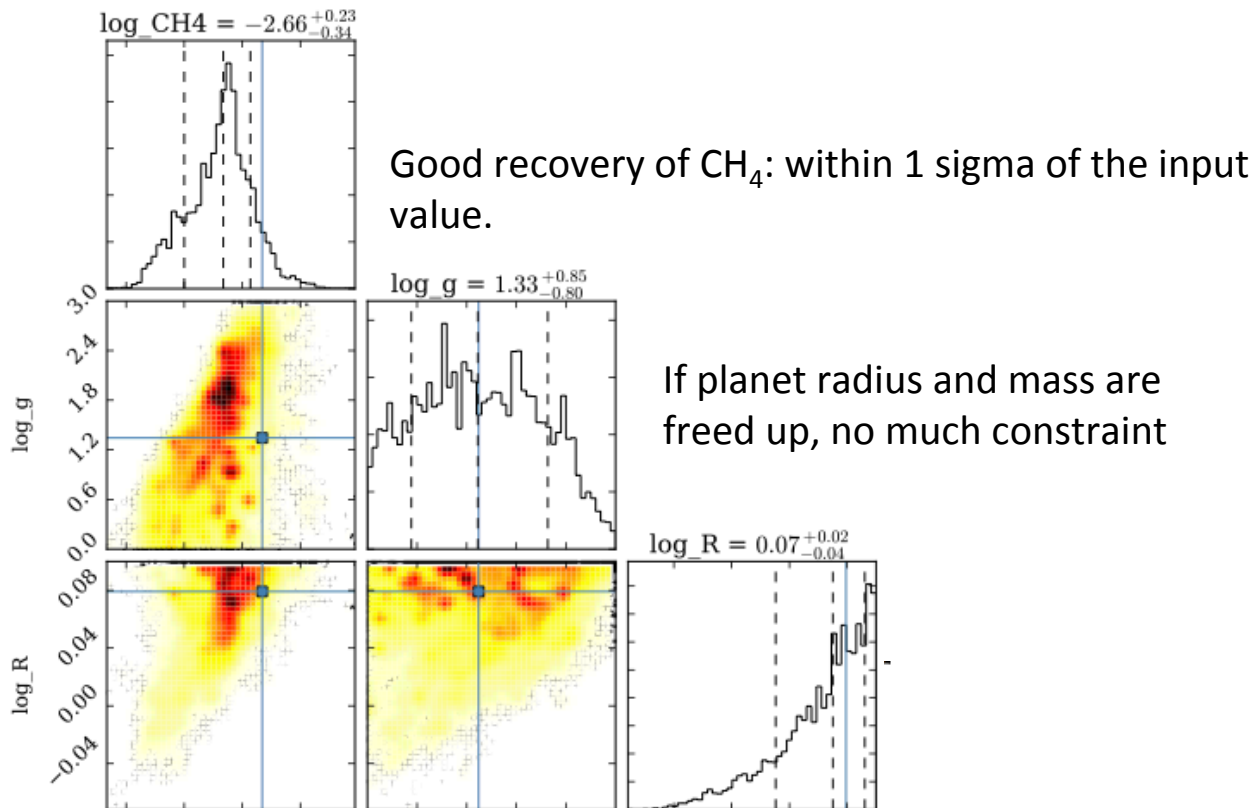 log_CH4 = −2.66 +0.23 −0.34
Good recovery of CH4: within 1 sigma of the input
value.
log_g = 1.33 +0.85 −0.80
3.0
2.4
1.8
1.2
0.6
0.0
log_g
If planet radius and mass are
freed up, no much constraint
log_R = 0.07 +0.02 −0.04
0.08
0.04
0.00
−0.04
log_R
-